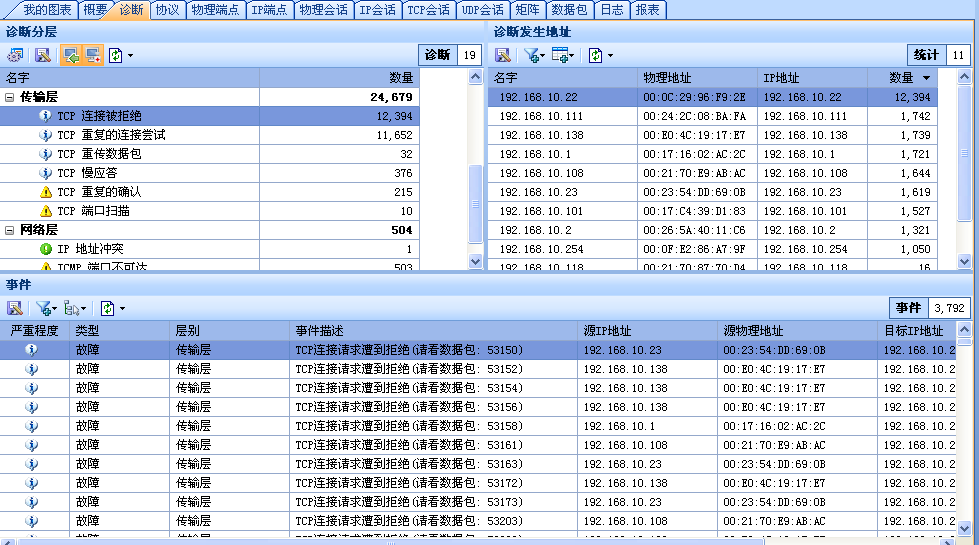 我的图表 概要 诊断 协议 物理端点 IP端点 物理会话 IP会话 TCP会话 UDP会话 矩阵 数据包 日志 报表
诊断分层
诊断 19
名字 数量
传输层 24,679
TCP 连接被拒绝 12,394
TCP 重复的连接尝试 11,652
TCP 重传数据包 32
TCP 慢应答 376
TCP 重复的确认 215
TCP 端口扫描 10
网络层 504
IP 地址冲突 1
ICMP 端口不可达 503
诊断发生地址
统计 11
名字 物理地址 IP地址 数量
192.168.10.22 00:0C:29:96:F9:2E 192.168.10.22 12,394
192.168.10.111 00:24:2C:08:BA:FA 192.168.10.111 1,742
192.168.10.138 00:E0:4C:19:17:E7 192.168.10.138 1,739
192.168.10.1 00:17:16:02:AC:2C 192.168.10.1 1,721
192.168.10.108 00:21:70:E9:AB:AC 192.168.10.108 1,644
192.168.10.23 00:23:54:DD:69:0B 192.168.10.23 1,619
192.168.10.101 00:17:C4:39:D1:83 192.168.10.101 1,527
192.168.10.2 00:26:5A:40:11:C6 192.168.10.2 1,321
192.168.10.254 00:0F:E2:86:A7:9F 192.168.10.254 1,050
192.168.10.118 00:21:70:87:70:D4 192.168.10.118 16
事件
事件 3,792
严重程度 类型 层别 事件描述 源IP地址 源物理地址 目标IP地址
故障 传输层 TCP连接请求遭到拒绝(请看数据包: 53150) 192.168.10.23 00:23:54:DD:69:0B 192.168.10.2
故障 传输层 TCP连接请求遭到拒绝(请看数据包: 53152) 192.168.10.138 00:E0:4C:19:17:E7 192.168.10.2
故障 传输层 TCP连接请求遭到拒绝(请看数据包: 53154) 192.168.10.138 00:E0:4C:19:17:E7 192.168.10.2
故障 传输层 TCP连接请求遭到拒绝(请看数据包: 53156) 192.168.10.138 00:E0:4C:19:17:E7 192.168.10.2
故障 传输层 TCP连接请求遭到拒绝(请看数据包: 53158) 192.168.10.1 00:17:16:02:AC:2C 192.168.10.2
故障 传输层 TCP连接请求遭到拒绝(请看数据包: 53161) 192.168.10.108 00:21:70:E9:AB:AC 192.168.10.2
故障 传输层 TCP连接请求遭到拒绝(请看数据包: 53163) 192.168.10.23 00:23:54:DD:69:0B 192.168.10.2
故障 传输层 TCP连接请求遭到拒绝(请看数据包: 53172) 192.168.10.138 00:E0:4C:19:17:E7 192.168.10.2
故障 传输层 TCP连接请求遭到拒绝(请看数据包: 53173) 192.168.10.23 00:23:54:DD:69:0B 192.168.10.2
故障 传输层 TCP连接请求遭到拒绝(请看数据包: 53203) 192.168.10.108 00:21:70:E9:AB:AC 192.168.10.2